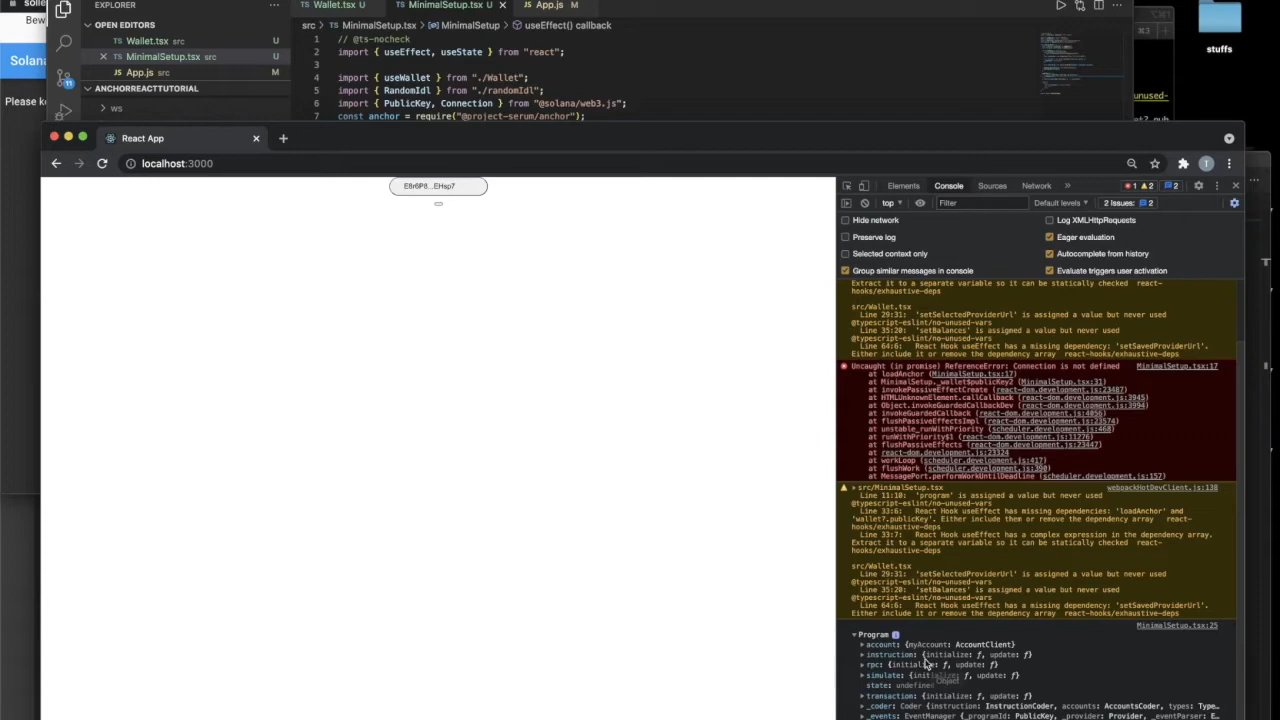 solle
EXPLORER
Wallet.tsx U
MinimalSetup.tsx U
App.js M
Bew
OPEN EDITORS
src > MinimalSetup.tsx > MinimalSetup > useEffect() callback
Wallet.tsx src U
1 // @ts-nocheck
MinimalSetup.tsx src U
2 import { useEffect, useState } from "react";
stuffs
Solana
App.js src M
3
11
ANCHORREACTTUTORIAL
4 import { useWallet } from "./Wallet";
5 import { RandomIdl } from "./randomIdl";
unused-
Please k
ws
6 import { PublicKey, Connection } from "@solana/web3.js";
7 const anchor = require("@project-serum/anchor");
React App
localhost:3000
T
E8r6P8...EHsp7
Elements Console Sources Network 1 2 2
top Filter Default levels 2 Issues: 2
Hide network Log XMLHttpRequests
Preserve log Eager evaluation
Selected context only Autocomplete from history
Group similar messages in console Evaluate triggers user activation
Extract it to a separate variable so it can be statically checked react-
hooks/exhaustive-deps
src/Wallet.tsx
Line 29:31: 'setSelectedProviderUrl' is assigned a value but never used
@typescript-eslint/no-unused-vars
Line 35:20: 'setBalances' is assigned a value but never used
@typescript-eslint/no-unused-vars
Line 64:6: React Hook useEffect has a missing dependency: 'setSavedProviderUrl'.
Either include it or remove the dependency array react-hooks/exhaustive-deps
Uncaught (in promise) ReferenceError: Connection is not defined MinimalSetup.tsx:17
at loadAnchor (MinimalSetup.tsx:17)
at MinimalSetup._wallet$publicKey2 (MinimalSetup.tsx:31)
at invokePassiveEffectCreate (react-dom.development.js:23487)
at HTMLUnknownElement.callCallback (react-dom.development.js:3945)
at Object.invokeGuardedCallbackDev (react-dom.development.js:3994)
at invokeGuardedCallback (react-dom.development.js:4056)
at flushPassiveEffectsImpl (react-dom.development.js:23574)
at unstable_runWithPriority (scheduler.development.js:468)
at runWithPriority$1 (react-dom.development.js:11276)
at flushPassiveEffects (react-dom.development.js:23447)
at react-dom.development.js:23324
at workLoop (scheduler.development.js:417)
at flushWork (scheduler.development.js:390)
at MessagePort.performWorkUntilDeadline (scheduler.development.js:157)
src/MinimalSetup.tsx webpackHotDevClient.js:138
Line 11:10: 'program' is assigned a value but never used
@typescript-eslint/no-unused-vars
Line 33:6: React Hook useEffect has missing dependencies: 'loadAnchor' and
'wallet?.publicKey'. Either include them or remove the dependency array react-
hooks/exhaustive-deps
Line 33:7: React Hook useEffect has a complex expression in the dependency array.
Extract it to a separate variable so it can be statically checked react-
hooks/exhaustive-deps
src/Wallet.tsx
Line 29:31: 'setSelectedProviderUrl' is assigned a value but never used
@typescript-eslint/no-unused-vars
Line 35:20: 'setBalances' is assigned a value but never used
@typescript-eslint/no-unused-vars
Line 64:6: React Hook useEffect has a missing dependency: 'setSavedProviderUrl'.
Either include it or remove the dependency array react-hooks/exhaustive-deps
MinimalSetup.tsx:25
Program
account: {myAccount: AccountClient}
instruction: {initialize: ƒ, update: ƒ}
rpc: {initialize: ƒ, update: ƒ}
simulate: {initialize: ƒ, update: ƒ}
Object
state: undefined
transaction: {initialize: ƒ, update: ƒ}
_coder: Coder {instruction: InstructionCoder, accounts: AccountsCoder, types: Type…
_events: EventManager {_programId: PublicKey, _provider: Provider, _eventParser: E…